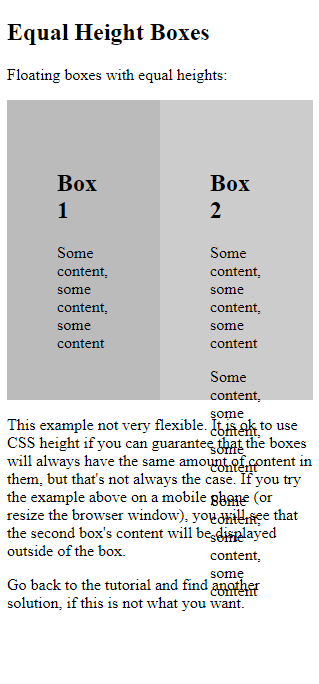 Equal Height Boxes
Floating boxes with equal heights:
Box
1
Some
content,
some
content,
some
content
Box
2
Some
content,
some
content,
some
content
Some
content,
some
content,
some
content
Some
content,
some
content,
some
content
This example not very flexible. It is ok to use
CSS height if you can guarantee that the boxes
will always have the same amount of content in
them, but that's not always the case. If you try
the example above on a mobile phone (or
resize the browser window), you will see that
the second box's content will be displayed
outside of the box.
Go back to the tutorial and find another
solution, if this is not what you want.